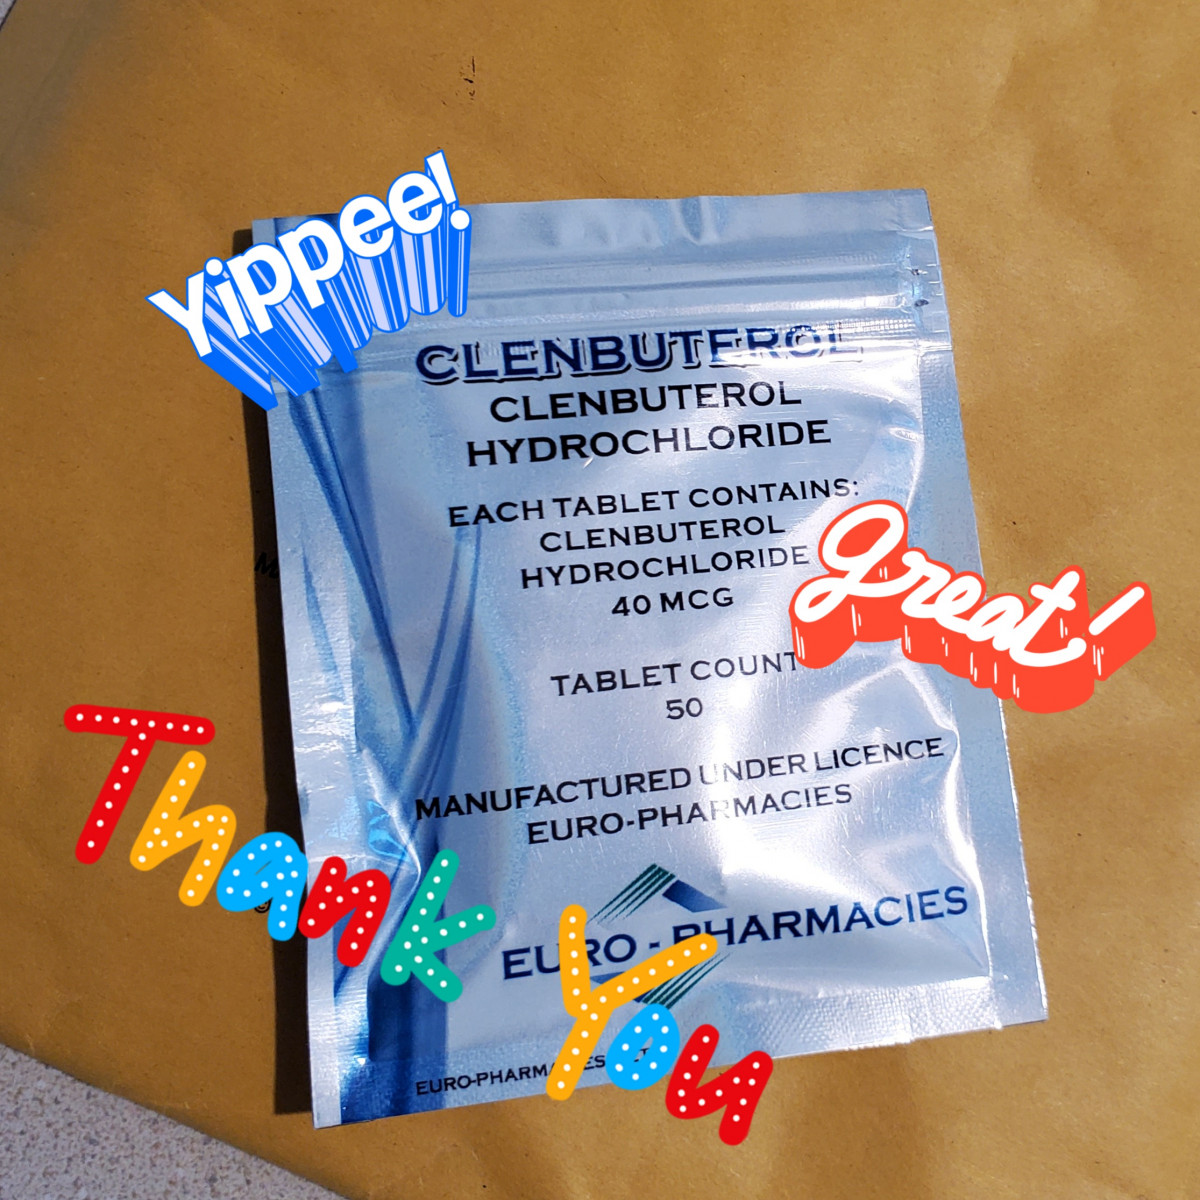 Yippee!
CLENBUTEROL
CLENBUTEROL
HYDROCHLORIDE
EACH TABLET CONTAINS:
CLENBUTEROL
HYDROCHLORIDE
40 MCG
Great!
TABLET COUNT
50
MANUFACTURED UNDER LICENCE
EURO-PHARMACIES
Thank You
EURO - PHARMACIES